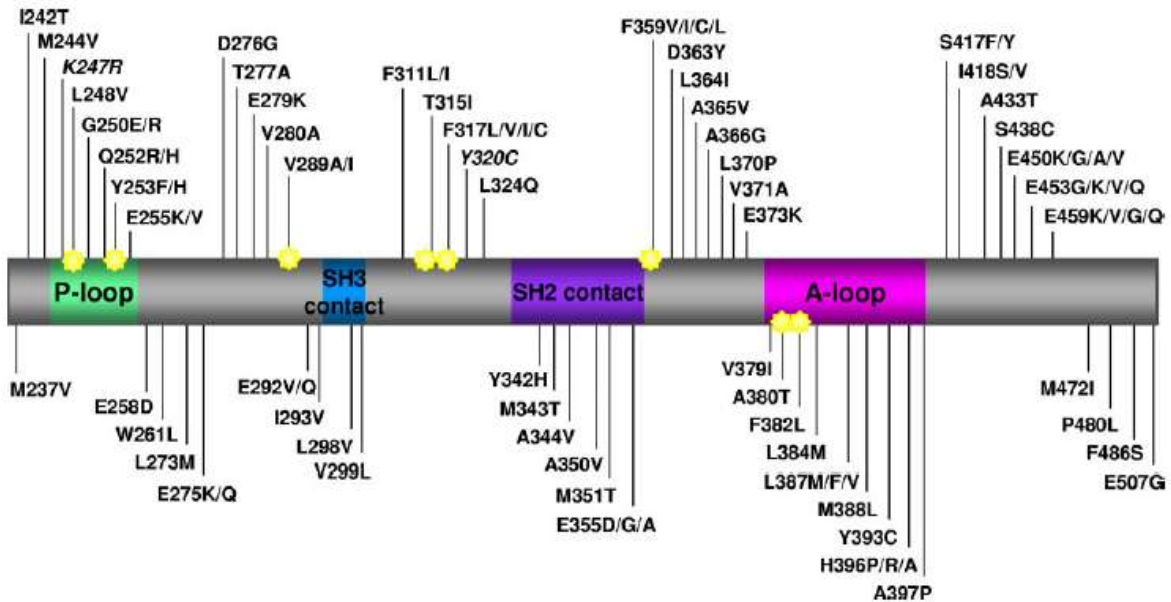 I242T
M244V
K247R
L248V
G250E/R
Q252R/H
Y253F/H
E255K/V
D276G
T277A
E279K
V280A
V289A/I
F311L/I
T315I
F317L/V/I/C
Y320C
L324Q
F359V/I/C/L
D363Y
L364I
A365V
A366G
L370P
V371A
E373K
S417F/Y
I418S/V
A433T
S438C
E450K/G/A/V
E453G/K/V/Q
E459K/V/G/Q
P-loop
SH3
contact
SH2 contact
A-loop
M237V
E258D
W261L
L273M
E275K/Q
E292V/Q
I293V
L298V
V299L
Y342H
M343T
A344V
A350V
M351T
E355D/G/A
V379I
A380T
F382L
L384M
L387M/F/V
M388L
Y393C
H396P/R/A
A397P
M472I
P480L
F486S
E507G